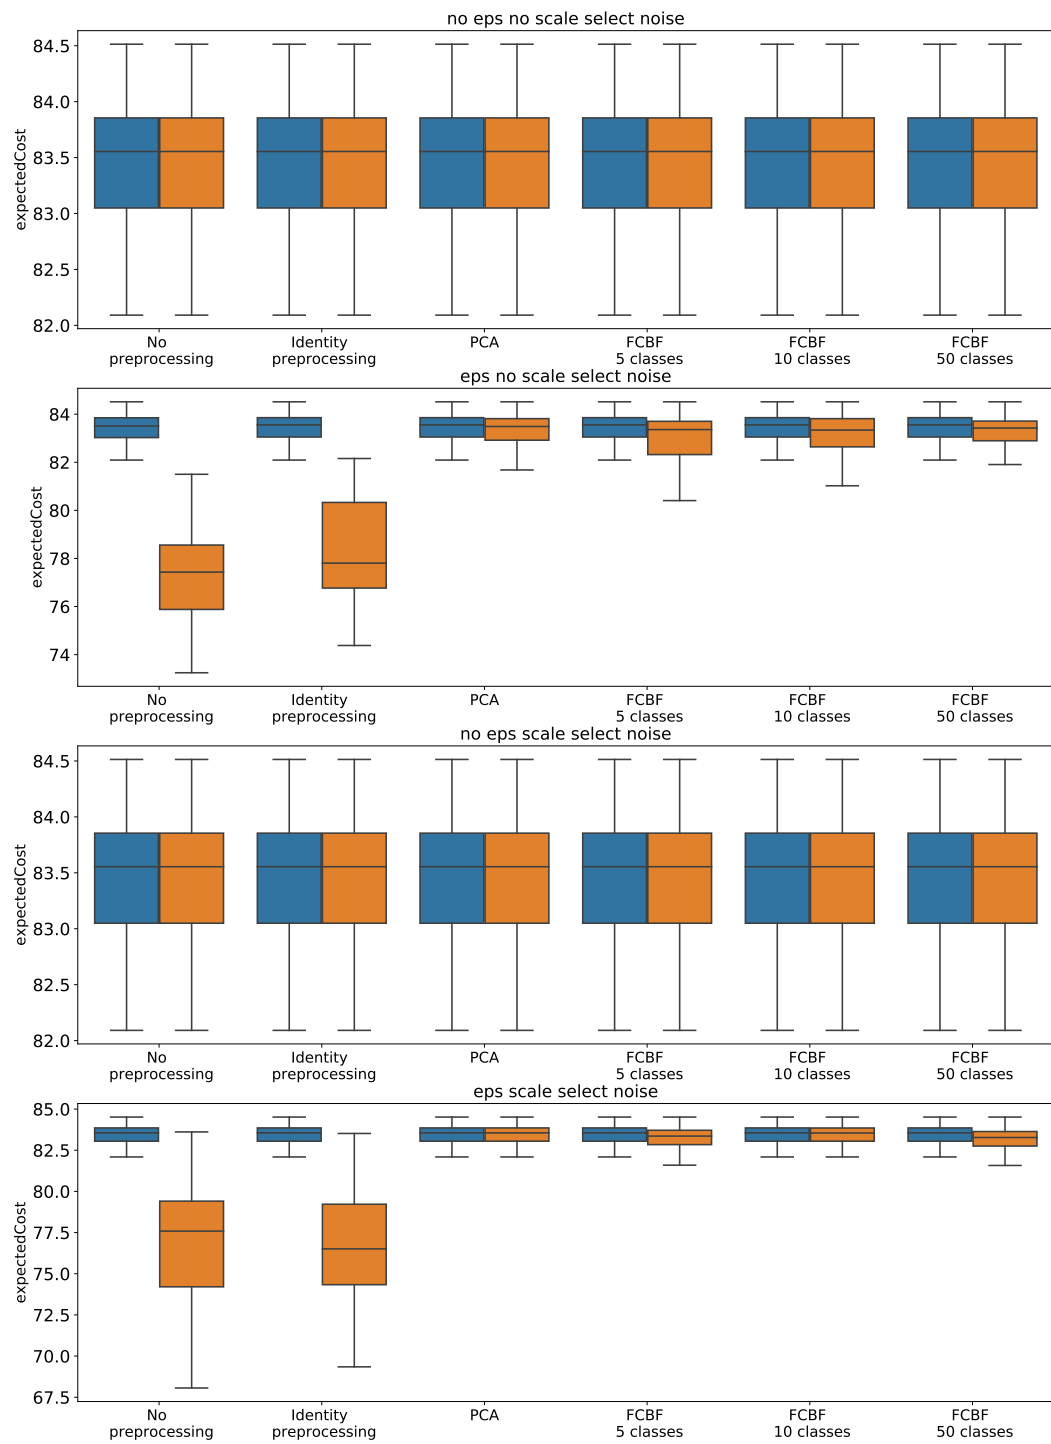 no eps no scale select noise
84.5
84.0
83.5
83.0
82.5
82.0
expectedCost
No preprocessing
Identity preprocessing
PCA
FCBF 5 classes
FCBF 10 classes
FCBF 50 classes
eps no scale select noise
84
82
80
78
76
74
expectedCost
No preprocessing
Identity preprocessing
PCA
FCBF 5 classes
FCBF 10 classes
FCBF 50 classes
no eps scale select noise
84.5
84.0
83.5
83.0
82.5
82.0
expectedCost
No preprocessing
Identity preprocessing
PCA
FCBF 5 classes
FCBF 10 classes
FCBF 50 classes
eps scale select noise
85.0
82.5
80.0
77.5
75.0
72.5
70.0
67.5
expectedCost
No preprocessing
Identity preprocessing
PCA
FCBF 5 classes
FCBF 10 classes
FCBF 50 classes